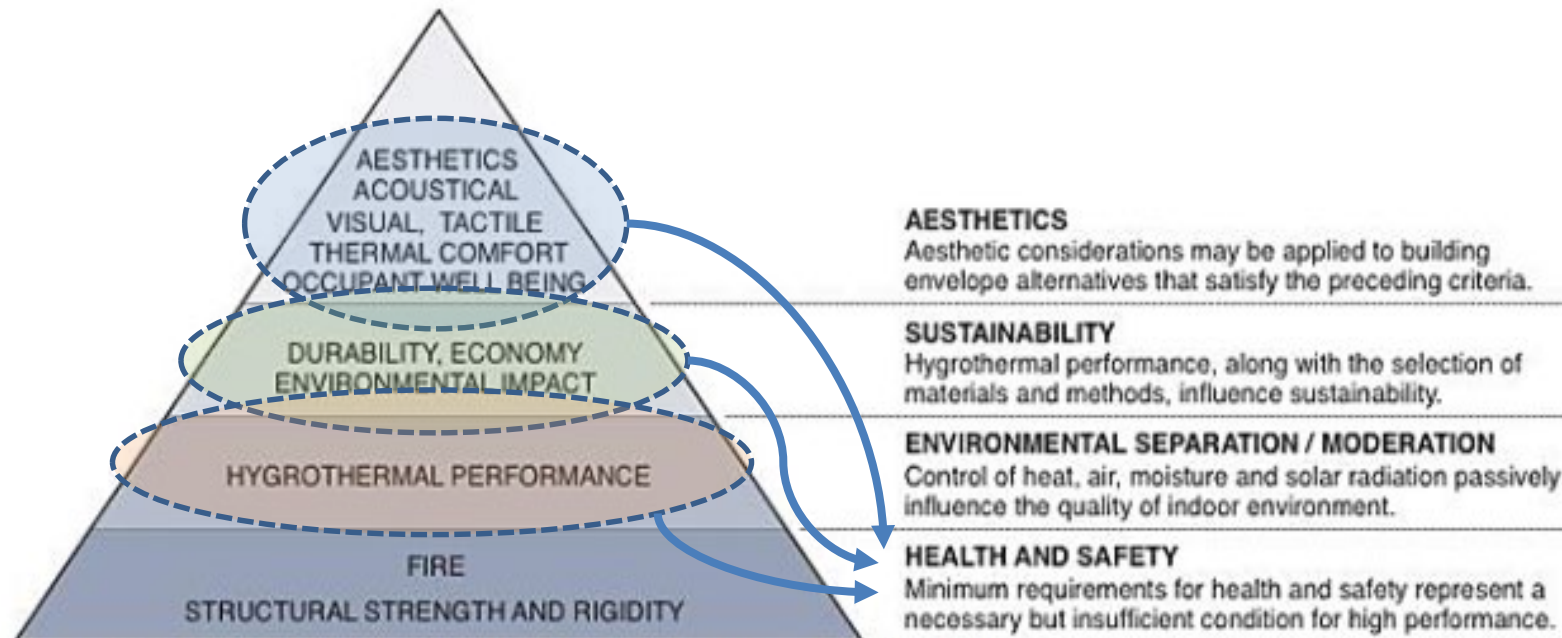 AESTHETICS
ACOUSTICAL
VISUAL, TACTILE
THERMAL COMFORT
OCCUPANT WELL BEING
DURABILITY, ECONOMY
ENVIRONMENTAL IMPACT
HYGROTHERMAL PERFORMANCE
FIRE
STRUCTURAL STRENGTH AND RIGIDITY
AESTHETICS
Aesthetic considerations may be applied to building
envelope alternatives that satisfy the preceding criteria.
SUSTAINABILITY
Hygrothermal performance, along with the selection of
materials and methods, influence sustainability.
ENVIRONMENTAL SEPARATION / MODERATION
Control of heat, air, moisture and solar radiation passively
influence the quality of indoor environment.
HEALTH AND SAFETY
Minimum requirements for health and safety represent a
necessary but insufficient condition for high performance.